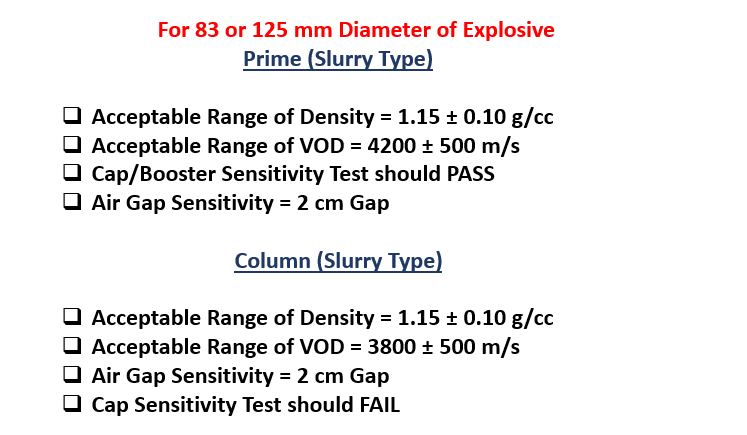 For 83 or 125 mm Diameter of Explosive
Prime (Slurry Type)
❑ Acceptable Range of Density = 1.15 ± 0.10 g/cc
❑ Acceptable Range of VOD = 4200 ± 500 m/s
❑ Cap/Booster Sensitivity Test should PASS
❑ Air Gap Sensitivity = 2 cm Gap
Column (Slurry Type)
❑ Acceptable Range of Density = 1.15 ± 0.10 g/cc
❑ Acceptable Range of VOD = 3800 ± 500 m/s
❑ Air Gap Sensitivity = 2 cm Gap
❑ Cap Sensitivity Test should FAIL